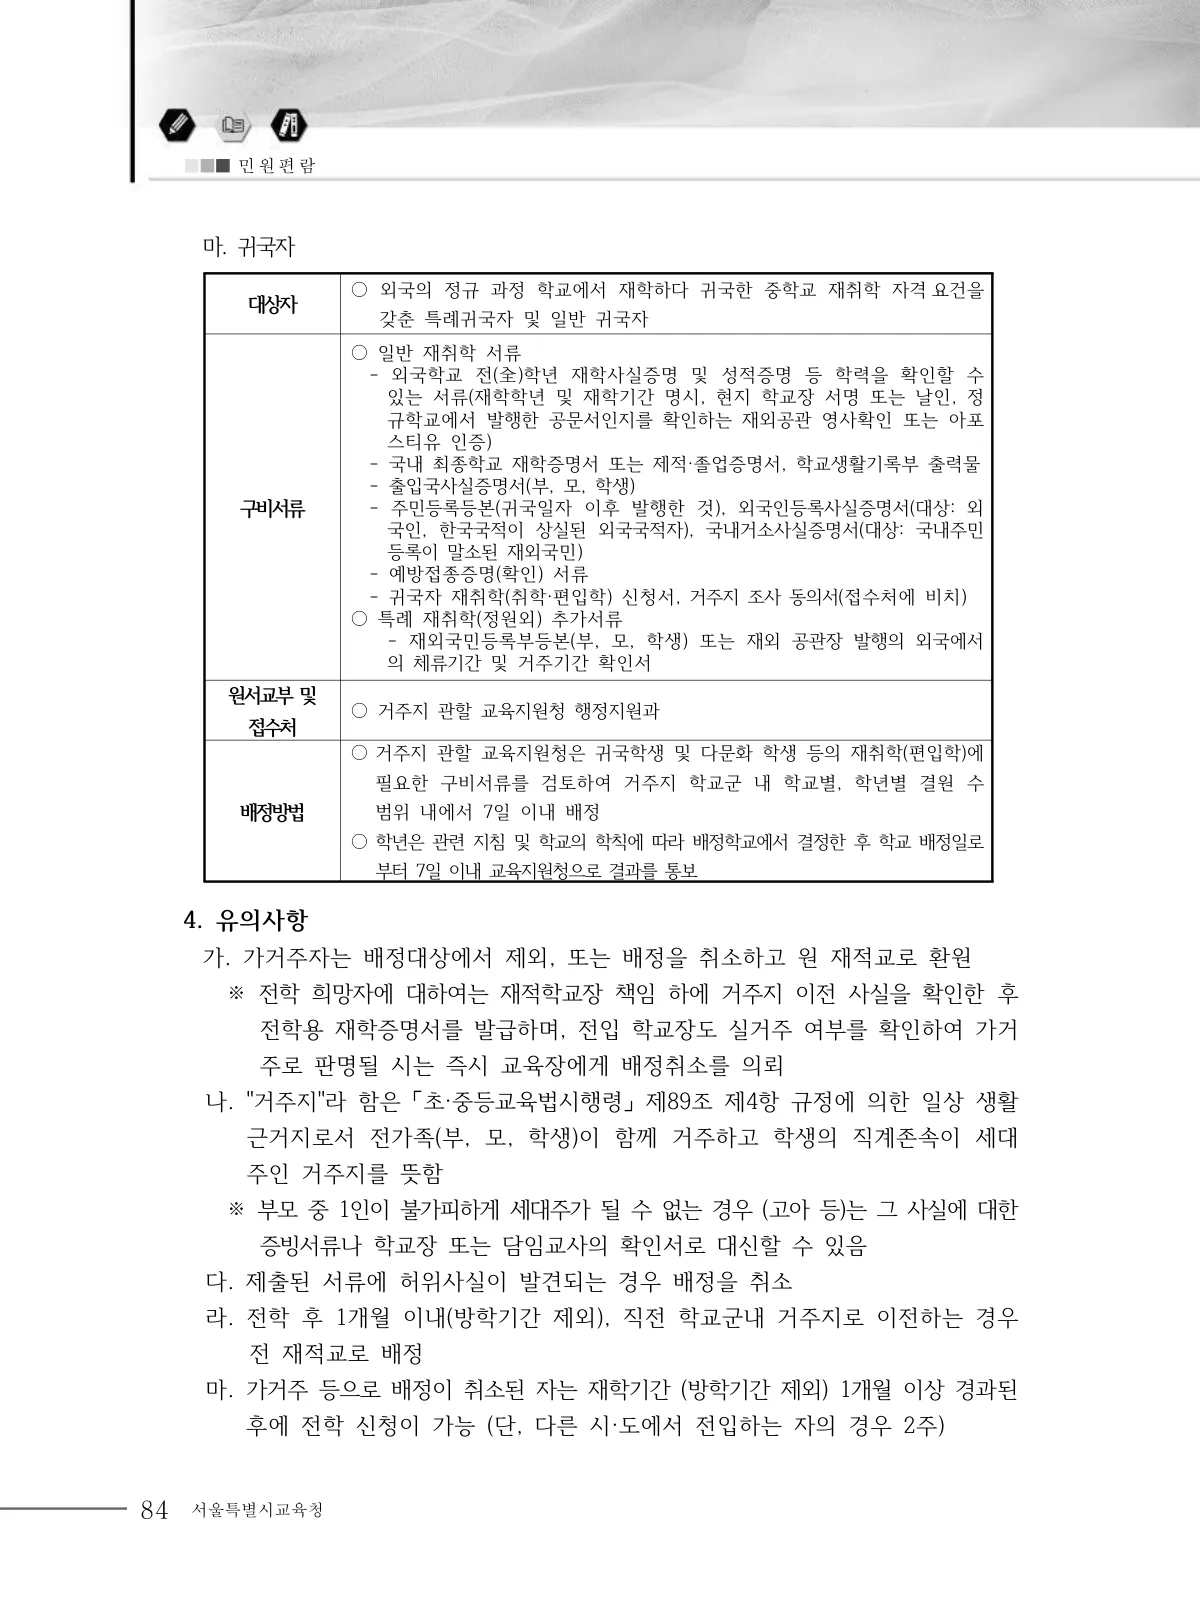 민원편람
마. 귀국자
대상자
○ 외국의 정규 과정 학교에서 재학하다 귀국한 중학교 재취학 자격 요건을
갖춘 특례귀국자 및 일반 귀국자
구비서류
○ 일반 재취학 서류
- 외국학교 전(全)학년 재학사실증명 및 성적증명 등 학력을 확인할 수
있는 서류(재학학년 및 재학기간 명시, 현지 학교장 서명 또는 날인, 정
규학교에서 발행한 공문서인지를 확인하는 재외공관 영사확인 또는 아포
스티유 인증)
- 국내 최종학교 재학증명서 또는 제적·졸업증명서, 학교생활기록부 출력물
- 출입국사실증명서(부, 모, 학생)
- 주민등록등본(귀국일자 이후 발행한 것), 외국인등록사실증명서(대상: 외
국인, 한국국적이 상실된 외국국적자), 국내거소사실증명서(대상: 국내주민
등록이 말소된 재외국민)
- 예방접종증명(확인) 서류
- 귀국자 재취학(취학·편입학) 신청서, 거주지 조사 동의서(접수처에 비치)
○ 특례 재취학(정원외) 추가서류
- 재외국민등록부등본(부, 모, 학생) 또는 재외 공관장 발행의 외국에서
의 체류기간 및 거주기간 확인서
원서교부 및
접수처
○ 거주지 관할 교육지원청 행정지원과
배정방법
○ 거주지 관할 교육지원청은 귀국학생 및 다문화 학생 등의 재취학(편입학)에
필요한 구비서류를 검토하여 거주지 학교군 내 학교별, 학년별 결원 수
범위 내에서 7일 이내 배정
○ 학년은 관련 지침 및 학교의 학칙에 따라 배정학교에서 결정한 후 학교 배정일로
부터 7일 이내 교육지원청으로 결과를 통보
4. 유의사항
가. 가거주자는 배정대상에서 제외, 또는 배정을 취소하고 원 재적교로 환원
※ 전학 희망자에 대하여는 재적학교장 책임 하에 거주지 이전 사실을 확인한 후
전학용 재학증명서를 발급하며, 전입 학교장도 실거주 여부를 확인하여 가거
주로 판명될 시는 즉시 교육장에게 배정취소를 의뢰
나. "거주지"라 함은「초·중등교육법시행령」제89조 제4항 규정에 의한 일상 생활
근거지로서 전가족(부, 모, 학생)이 함께 거주하고 학생의 직계존속이 세대
주인 거주지를 뜻함
※ 부모 중 1인이 불가피하게 세대주가 될 수 없는 경우 (고아 등)는 그 사실에 대한
증빙서류나 학교장 또는 담임교사의 확인서로 대신할 수 있음
다. 제출된 서류에 허위사실이 발견되는 경우 배정을 취소
라. 전학 후 1개월 이내(방학기간 제외), 직전 학교군내 거주지로 이전하는 경우
전 재적교로 배정
마. 가거주 등으로 배정이 취소된 자는 재학기간 (방학기간 제외) 1개월 이상 경과된
후에 전학 신청이 가능 (단, 다른 시·도에서 전입하는 자의 경우 2주)
84 서울특별시교육청